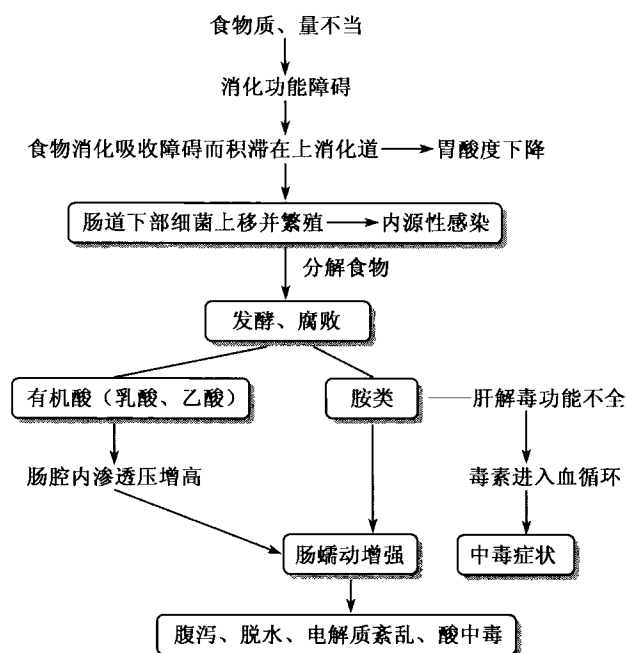 食物质、量不当
消化功能障碍
食物消化吸收障碍而积滞在上消化道 胃酸度下降
肠道下部细菌上移并繁殖 内源性感染
分解食物
发酵、腐败
有机酸（乳酸、乙酸） 胺类 肝解毒功能不全
肠腔内渗透压增高 毒素进入血循环
肠蠕动增强 中毒症状
腹泻、脱水、电解质紊乱、酸中毒